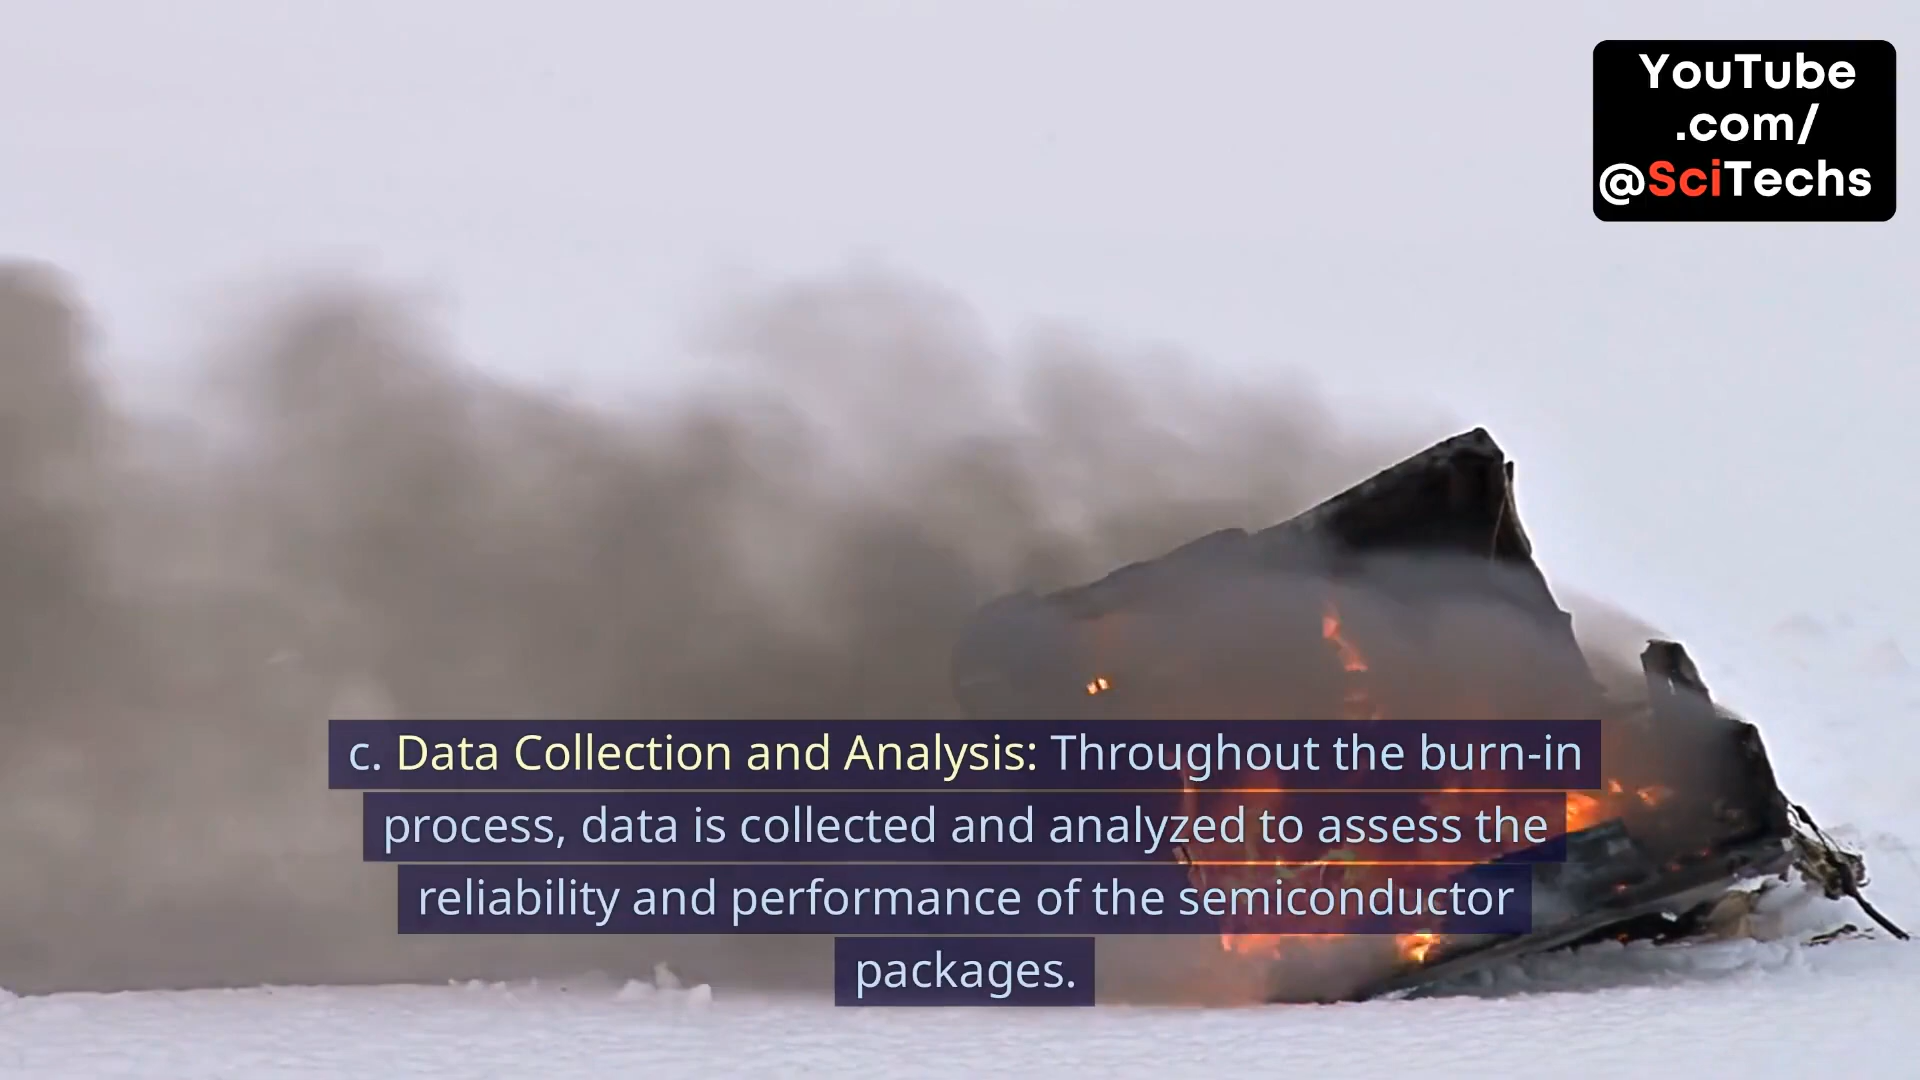 YouTube
.com/
@SciTechs
c. Data Collection and Analysis: Throughout the burn-in
process, data is collected and analyzed to assess the
reliability and performance of the semiconductor
packages.